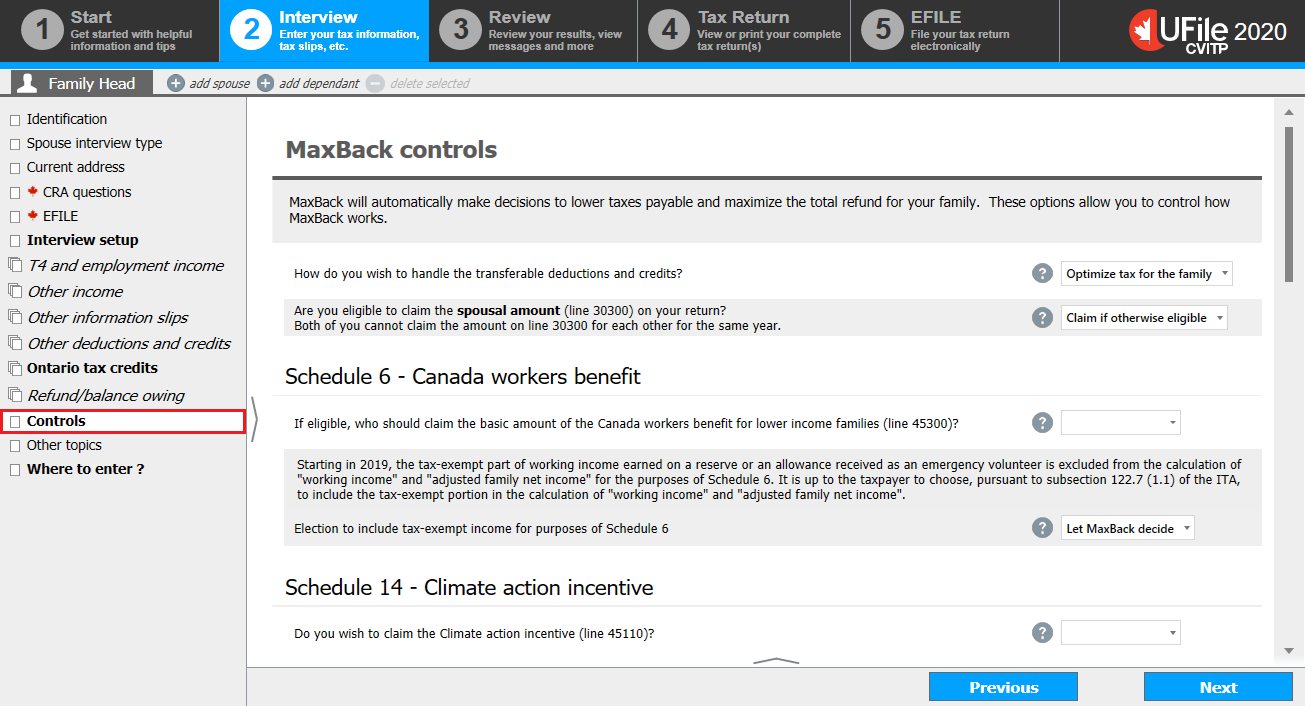 1 Start
Get started with helpful
information and tips
2 Interview
Enter your tax information,
tax slips, etc.
3 Review
Review your results, view
messages and more
4 Tax Return
View or print your complete
tax return(s)
5 EFILE
File your tax return
electronically
UFile 2020
CVITP
Family Head
+ add spouse + add dependant − delete selected
Identification
Spouse interview type
Current address
CRA questions
EFILE
Interview setup
T4 and employment income
Other income
Other information slips
Other deductions and credits
Ontario tax credits
Refund/balance owing
Controls
Other topics
Where to enter ?
MaxBack controls
MaxBack will automatically make decisions to lower taxes payable and maximize the total refund for your family. These options allow you to control how
MaxBack works.
How do you wish to handle the transferable deductions and credits? ? Optimize tax for the family
Are you eligible to claim the spousal amount (line 30300) on your return?
Both of you cannot claim the amount on line 30300 for each other for the same year. ? Claim if otherwise eligible
Schedule 6 - Canada workers benefit
If eligible, who should claim the basic amount of the Canada workers benefit for lower income families (line 45300)? ?
Starting in 2019, the tax-exempt part of working income earned on a reserve or an allowance received as an emergency volunteer is excluded from the calculation of
"working income" and "adjusted family net income" for the purposes of Schedule 6. It is up to the taxpayer to choose, pursuant to subsection 122.7 (1.1) of the ITA,
to include the tax-exempt portion in the calculation of "working income" and "adjusted family net income".
Election to include tax-exempt income for purposes of Schedule 6 ? Let MaxBack decide
Schedule 14 - Climate action incentive
Do you wish to claim the Climate action incentive (line 45110)? ?
Previous
Next